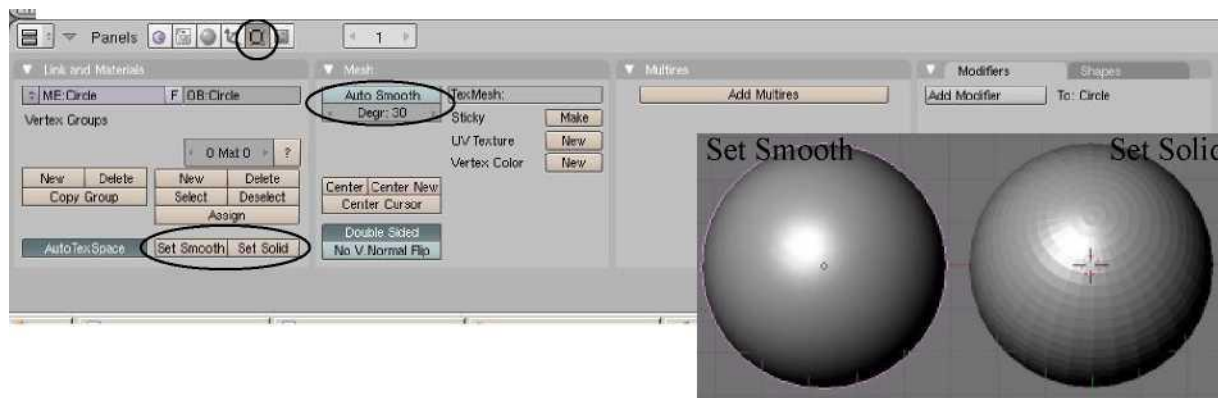 Panels
1
Link and Materials
Mesh
Multires
Modifiers
Shapes
ME:Circle
F
OB:Circle
Auto Smooth
TexMesh:
Add Multires
Add Modifier
To: Circle
Degr: 30
Sticky
Make
Vertex Groups
UV Texture
New
0 Mat 0
?
Vertex Color
New
New
Delete
New
Delete
Center
Center New
Copy Group
Select
Deselect
Center Cursor
Assign
Double Sided
AutoTexSpace
Set Smooth
Set Solid
No V.Normal Flip
Set Smooth
Set Solid